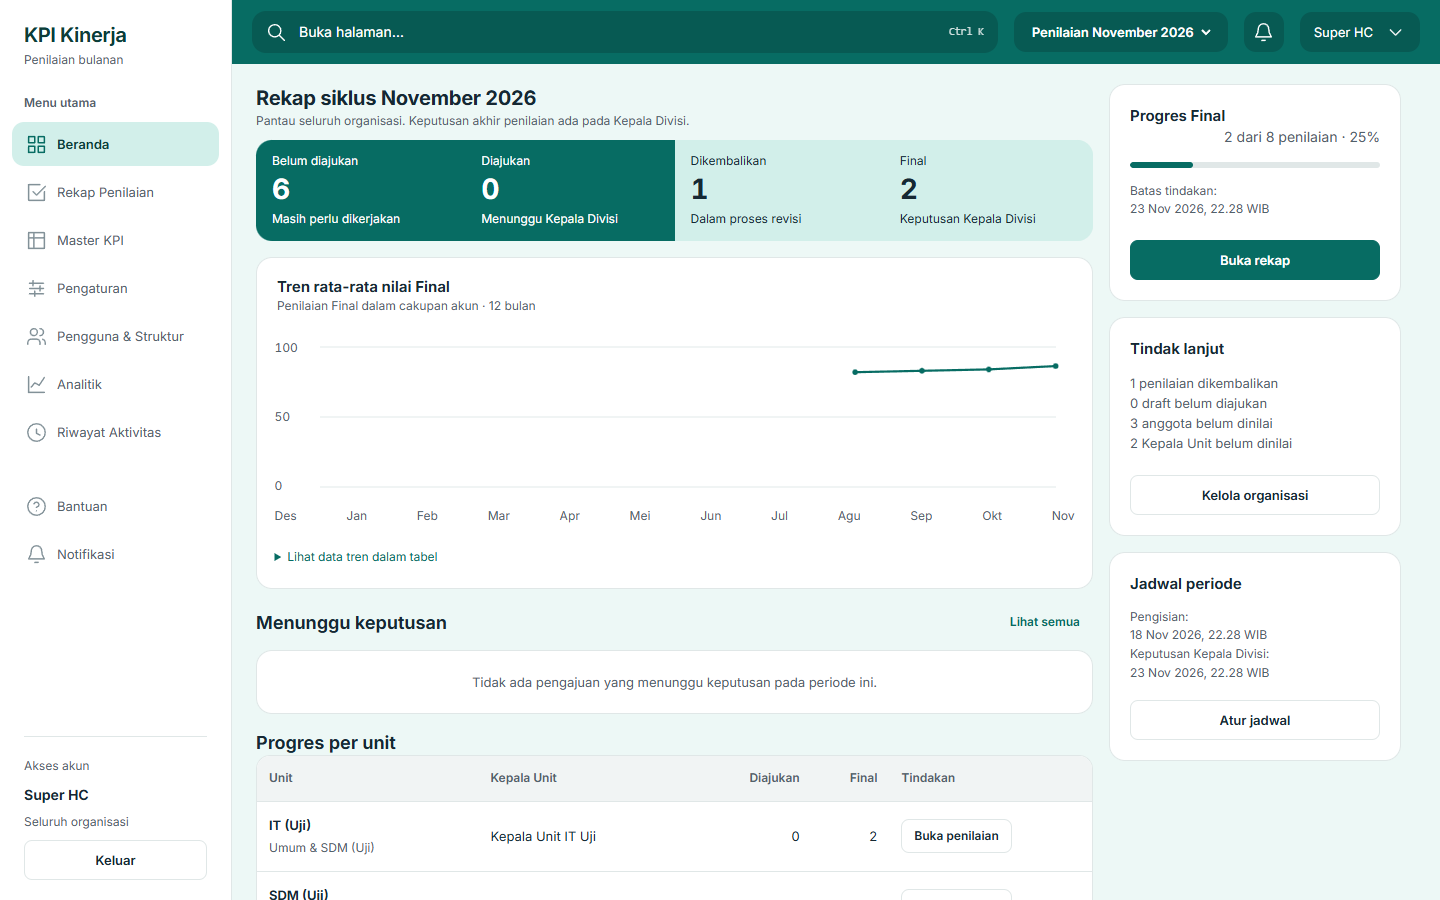 KPI Kinerja
Penilaian bulanan
Menu utama
Beranda
Rekap Penilaian
Master KPI
Pengaturan
Pengguna & Struktur
Analitik
Riwayat Aktivitas
Bantuan
Notifikasi
Akses akun
Super HC
Seluruh organisasi
Keluar
Buka halaman...
Ctrl K
Penilaian November 2026
Super HC
Rekap siklus November 2026
Pantau seluruh organisasi. Keputusan akhir penilaian ada pada Kepala Divisi.
Belum diajukan
6
Masih perlu dikerjakan
Diajukan
0
Menunggu Kepala Divisi
Dikembalikan
1
Dalam proses revisi
Final
2
Keputusan Kepala Divisi
Tren rata-rata nilai Final
Penilaian Final dalam cakupan akun · 12 bulan
100
50
0
Des Jan Feb Mar Apr Mei Jun Jul Agu Sep Okt Nov
▶ Lihat data tren dalam tabel
Menunggu keputusan
Lihat semua
Tidak ada pengajuan yang menunggu keputusan pada periode ini.
Progres per unit
Unit Kepala Unit Diajukan Final Tindakan
IT (Uji)
Umum & SDM (Uji)
Kepala Unit IT Uji
0
2
Buka penilaian
SDM (Uji)
Progres Final
2 dari 8 penilaian · 25%
Batas tindakan:
23 Nov 2026, 22.28 WIB
Buka rekap
Tindak lanjut
1 penilaian dikembalikan
0 draft belum diajukan
3 anggota belum dinilai
2 Kepala Unit belum dinilai
Kelola organisasi
Jadwal periode
Pengisian:
18 Nov 2026, 22.28 WIB
Keputusan Kepala Divisi:
23 Nov 2026, 22.28 WIB
Atur jadwal